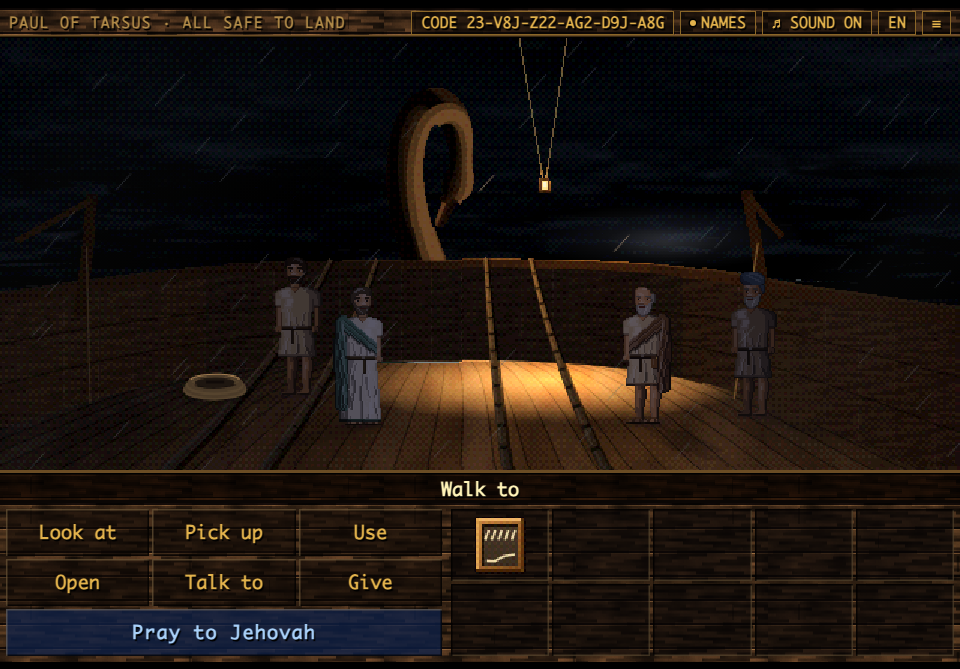 PAUL OF TARSUS · ALL SAFE TO LAND
CODE 23-V8J-Z22-AG2-D9J-A8G
• NAMES
♬ SOUND ON
EN
≡
Walk to
Look at
Pick up
Use
Open
Talk to
Give
Pray to Jehovah